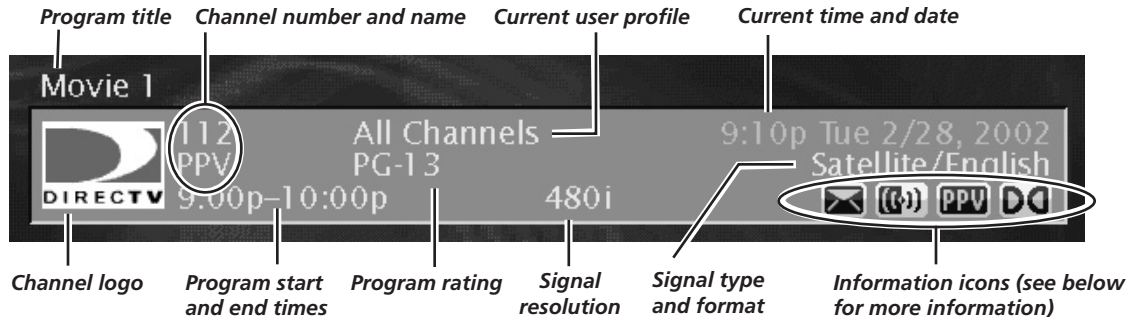 Program title
Channel number and name
Current user profile
Current time and date
Movie 1
112
All Channels
9:10p Tue 2/28, 2002
PPV
PG-13
Satellite/English
DIRECTV
9:00p–10:00p
480i
PPV
Channel logo
Program start
and end times
Program rating
Signal
resolution
Signal type
and format
Information icons (see below
for more information)